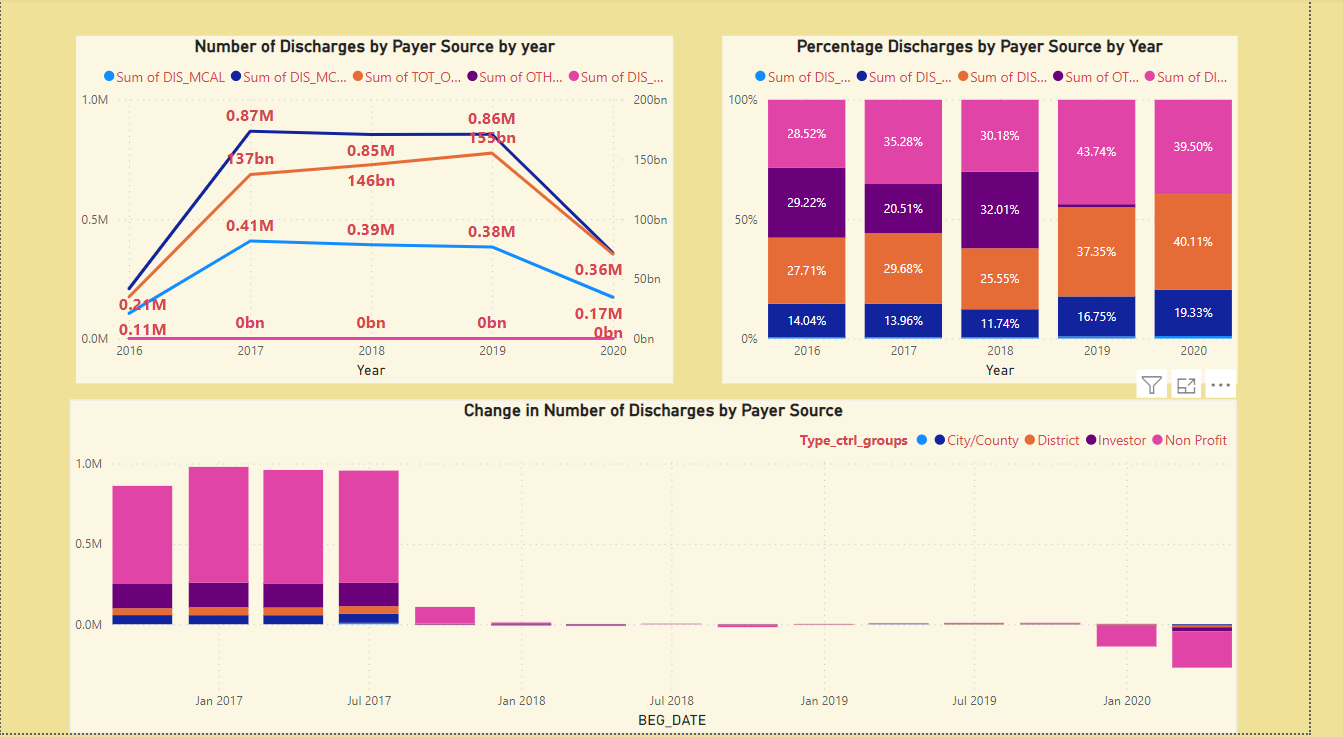 Number of Discharges by Payer Source by year
Sum of DIS_MCAL Sum of DIS_MC... Sum of TOT_O... Sum of OTH... Sum of DIS_...
1.0M
200bn
0.87M
0.86M
155bn
137bn
0.85M
150bn
146bn
0.5M
0.41M
0.39M
0.38M
100bn
0.36M
50bn
0.21M
0.17M
0.11M
0bn
0bn
0bn
0bn
0.0M
0bn
2016
2017
2018
2019
2020
Year
Percentage Discharges by Payer Source by Year
Sum of DIS_... Sum of DIS_... Sum of DIS... Sum of OT... Sum of DI...
100%
28.52%
35.28%
30.18%
43.74%
39.50%
50%
29.22%
20.51%
32.01%
27.71%
29.68%
25.55%
37.35%
40.11%
14.04%
13.96%
11.74%
16.75%
19.33%
0%
2016
2017
2018
2019
2020
Year
Change in Number of Discharges by Payer Source
Type_ctrl_groups City/County District Investor Non Profit
1.0M
0.5M
0.0M
Jan 2017
Jul 2017
Jan 2018
Jul 2018
Jan 2019
Jul 2019
Jan 2020
BEG_DATE